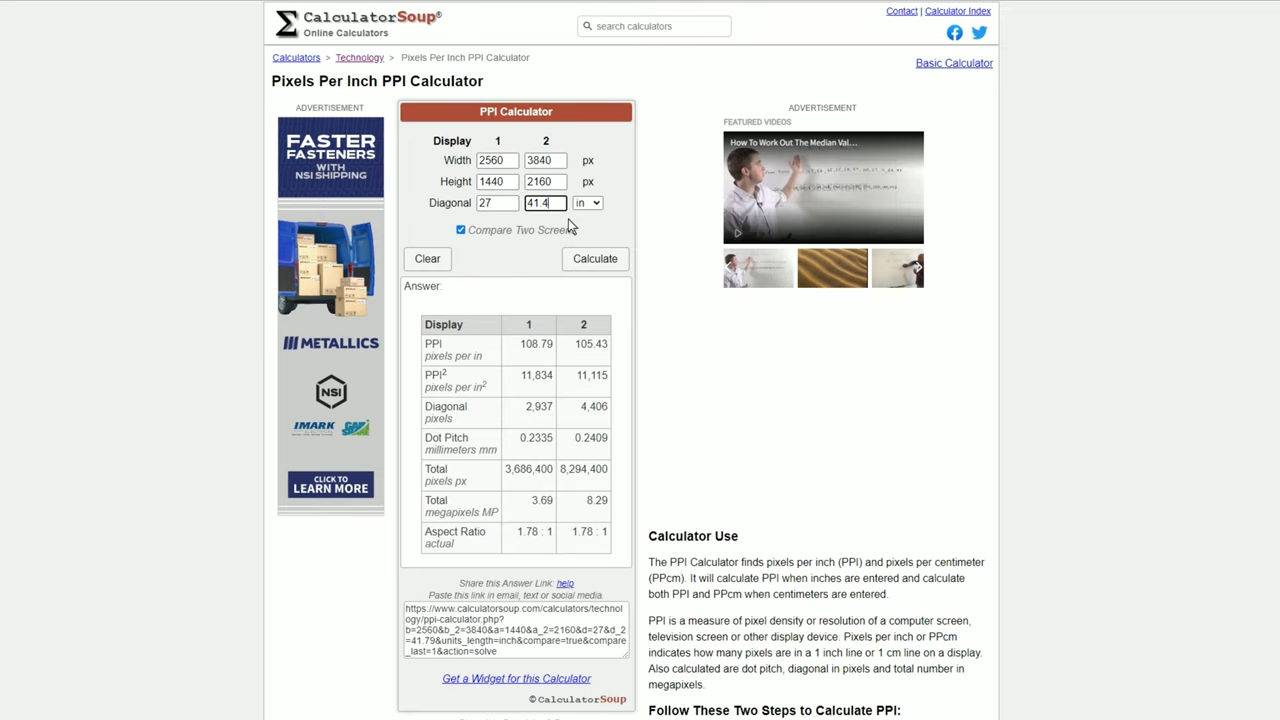 CalculatorSoup®
Online Calculators
search calculators
Contact | Calculator Index
Calculators > Technology > Pixels Per Inch PPI Calculator
Basic Calculator
Pixels Per Inch PPI Calculator
ADVERTISEMENT
FASTER
FASTENERS
WITH
NSI SHIPPING
METALLICS
NSI
IMARK
CLICK TO
LEARN MORE
PPI Calculator
Display 1 2
Width 2560 3840 px
Height 1440 2160 px
Diagonal 27 41.4 in
Compare Two
Clear Calculate
Answer:
Display 1 2
PPI 108.79 105.43
pixels per in
PPI2 11,834 11,115
pixels per in2
Diagonal 2,937 4,406
pixels
Dot Pitch 0.2335 0.2409
millimeters mm
Total 3,686,400 8,294,400
pixels px
Total 3.69 8.29
megapixels MP
Aspect Ratio 1.78 : 1 1.78 : 1
actual
Share this Answer Link: help
Paste this link in email, text or social media.
https://www.calculatorsoup.com/calculators/technol
ogy/ppi-calculator.php?
b=2560&b_2=3840&a=1440&a_2=2160&d=27&d_2
=41.79&units_length=inch&compare=true&compare
_last=1&action=solve
Get a Widget for this Calculator
© CalculatorSoup
ADVERTISEMENT
FEATURED VIDEOS
How To Work Out The Median Val...
Calculator Use
The PPI Calculator finds pixels per inch (PPI) and pixels per centimeter
(PPcm). It will calculate PPI when inches are entered and calculate
both PPI and PPcm when centimeters are entered.
PPI is a measure of pixel density or resolution of a computer screen,
television screen or other display device. Pixels per inch or PPcm
indicates how many pixels are in a 1 inch line or 1 cm line on a display.
Also calculated are dot pitch, diagonal in pixels and total number in
megapixels.
Follow These Two Steps to Calculate PPI: